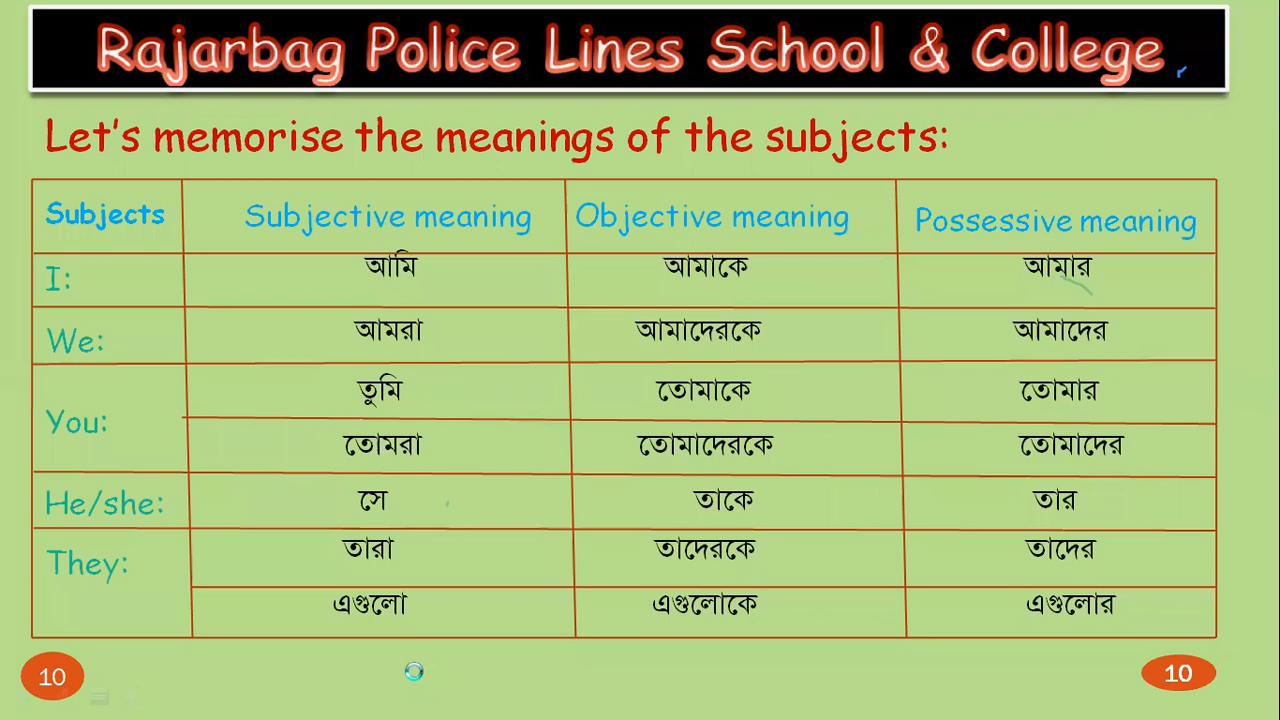 Rajarbag Police Lines School & College
Let's memorise the meanings of the subjects:
Subjects Subjective meaning Objective meaning Possessive meaning
I: আমি আমাকে আমার
We: আমরা আমাদেরকে আমাদের
You: তুমি তোমাকে তোমার
তোমরা তোমাদেরকে তোমাদের
He/she: সে তাকে তার
They: তারা তাদেরকে তাদের
এগুলো এগুলোকে এগুলোর
10 10